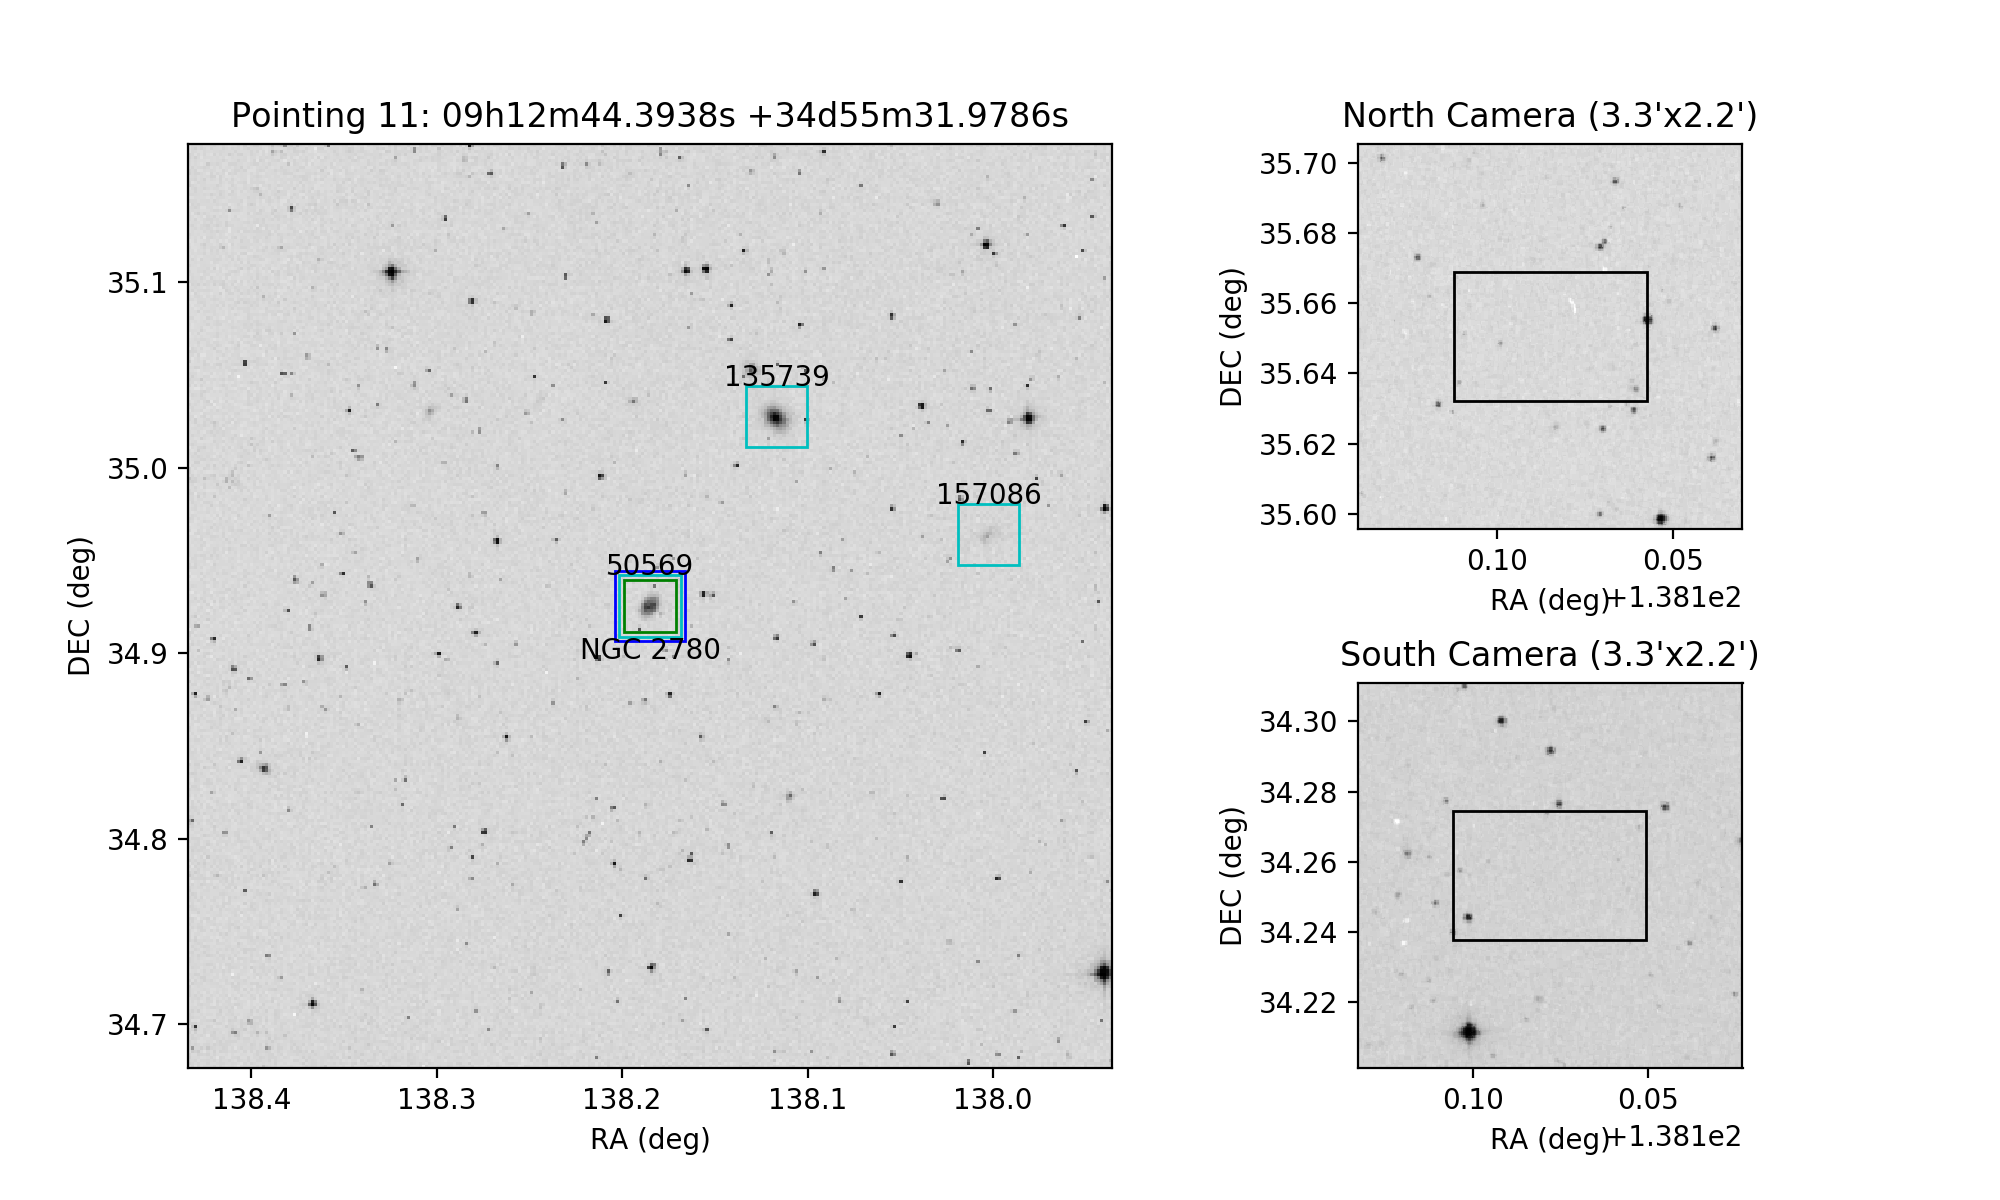 Pointing 11: 09h12m44.3938s +34d55m31.9786s
35.1
35.0
34.9
34.8
34.7
DEC (deg)
135739
157086
50569
NGC 2780
138.4 138.3 138.2 138.1 138.0
RA (deg)
North Camera (3.3'x2.2')
35.70
35.68
35.66
35.64
35.62
35.60
DEC (deg)
0.10 0.05
RA (deg) +1.381e2
South Camera (3.3'x2.2')
34.30
34.28
34.26
34.24
34.22
DEC (deg)
0.10 0.05
RA (deg) +1.381e2